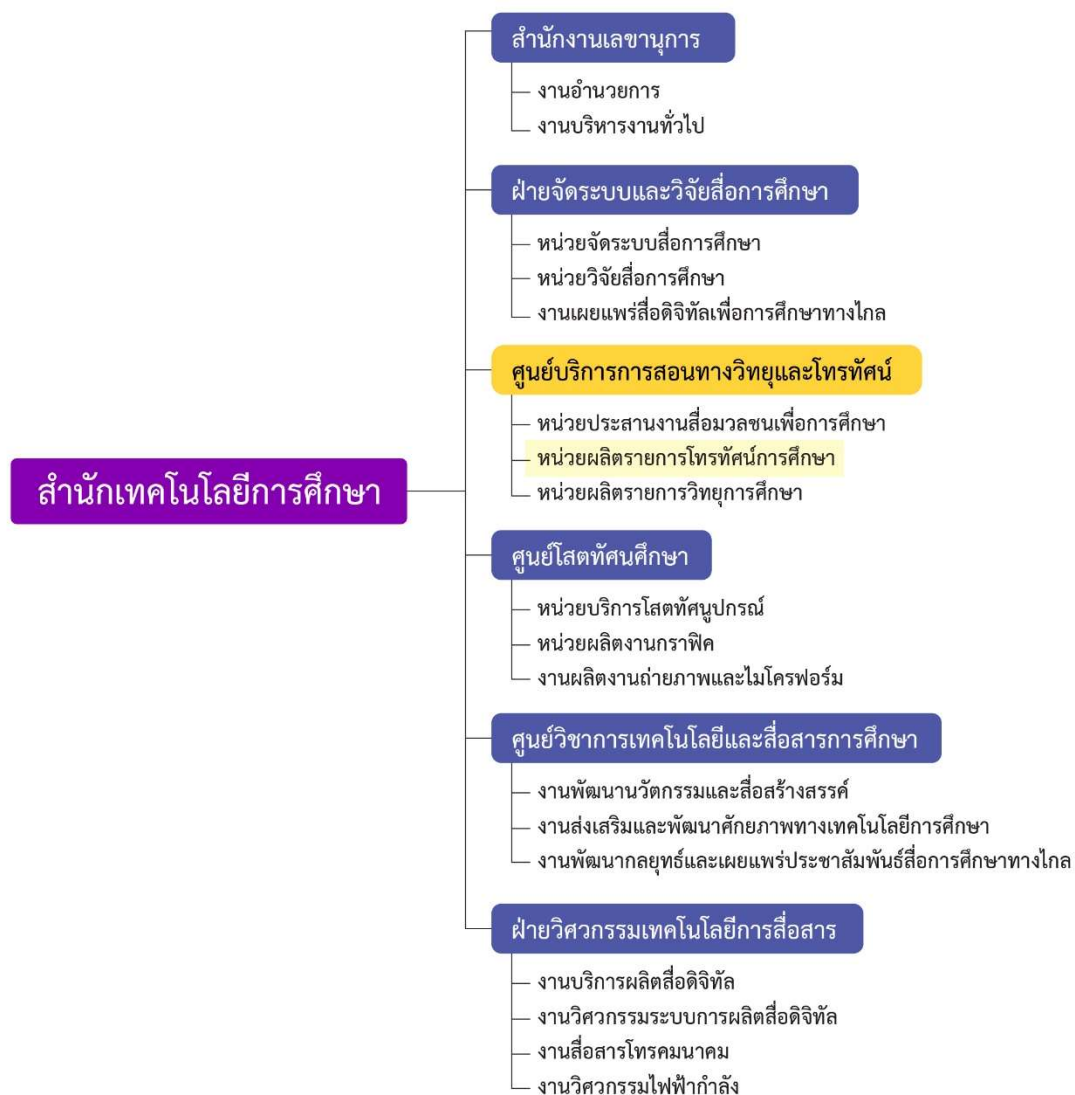 สำนักงานเลขานุการ
งานอำนวยการ
งานบริหารงานทั่วไป
ฝ่ายจัดระบบและวิจัยสื่อการศึกษา
หน่วยจัดระบบสื่อการศึกษา
หน่วยวิจัยสื่อการศึกษา
งานเผยแพร่สื่อดิจิทัลเพื่อการศึกษาทางไกล
ศูนย์บริการการสอนทางวิทยุและโทรทัศน์
หน่วยประสานงานสื่อมวลชนเพื่อการศึกษา
หน่วยผลิตรายการโทรทัศน์การศึกษา
สำนักเทคโนโลยีการศึกษา
หน่วยผลิตรายการวิทยุการศึกษา
ศูนย์โสตทัศนศึกษา
หน่วยบริการโสตทัศนูปกรณ์
หน่วยผลิตงานกราฟิค
งานผลิตงานถ่ายภาพและไมโครฟอร์ม
ศูนย์วิชาการเทคโนโลยีและสื่อสารการศึกษา
งานพัฒนานวัตกรรมและสื่อสร้างสรรค์
งานส่งเสริมและพัฒนาศักยภาพทางเทคโนโลยีการศึกษา
งานพัฒนากลยุทธ์และเผยแพร่ประชาสัมพันธ์สื่อการศึกษาทางไกล
ฝ่ายวิศวกรรมเทคโนโลยีการสื่อสาร
งานบริการผลิตสื่อดิจิทัล
งานวิศวกรรมระบบการผลิตสื่อดิจิทัล
งานสื่อสารโทรคมนาคม
งานวิศวกรรมไฟฟ้ากำลัง